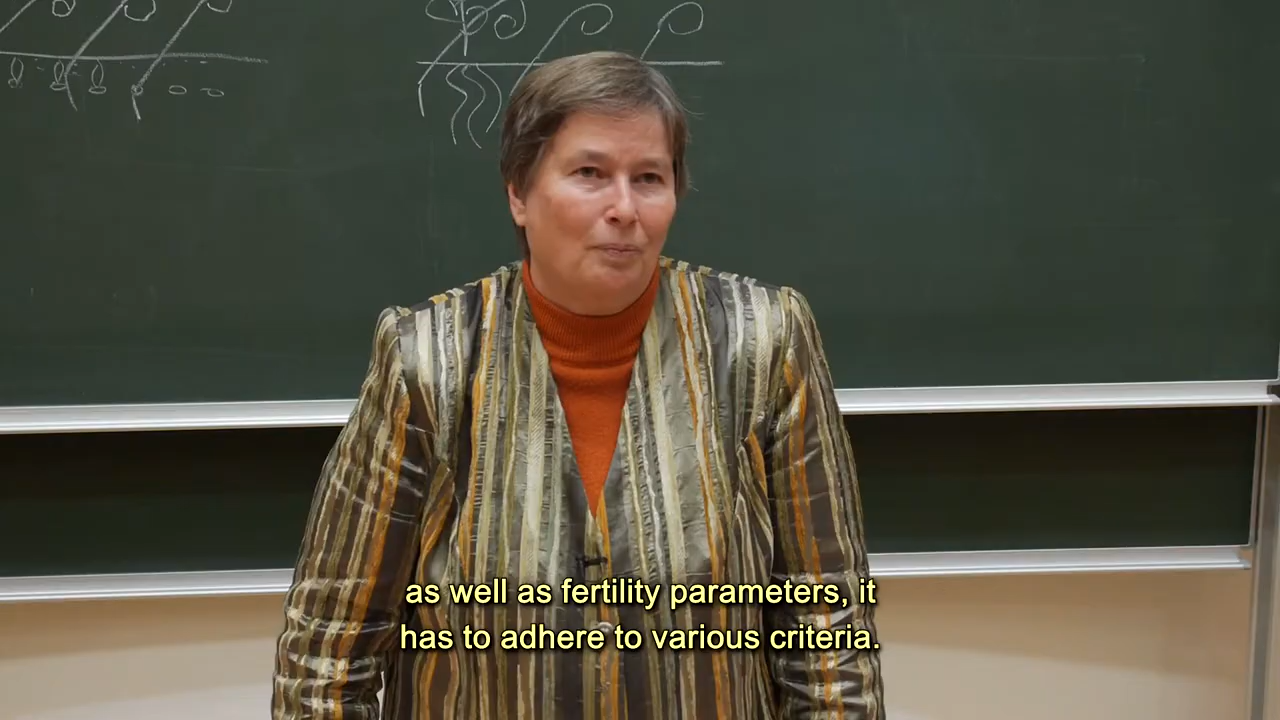 as well as fertility parameters, it
has to adhere to various criteria.